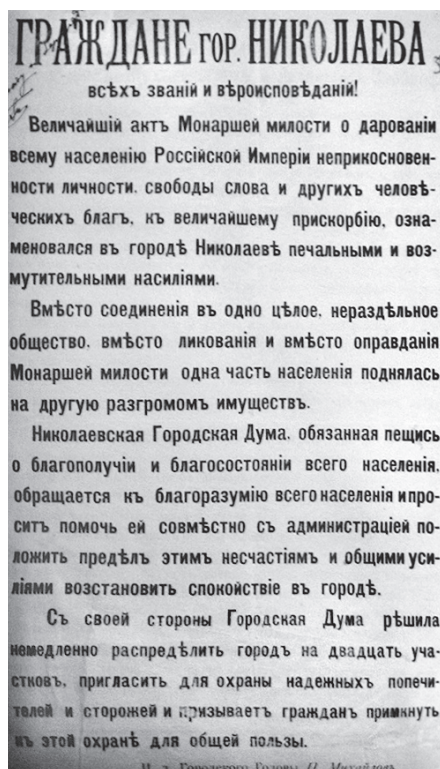 ГРАЖДАНЕ ГОР. НИКОЛАЕВА
всѣхъ званій и вѣроисповѣданій!
Величайшій актъ Монаршей милости о дарованіи
всему населенію Россійской Имперіи неприкосновен-
ности личности, свободы слова и другихъ человѣ-
ческихъ благъ, къ величайшему прискорбію, озна-
меновался въ городѣ Николаевѣ печальными и воз-
мутительными насиліями.
Вмѣсто соединенія въ одно цѣлое, нераздѣльное
общество, вмѣсто ликованія и вмѣсто оправданія
Монаршей милости одна часть населенія поднялась
на другую разгромомъ имуществъ.
Николаевская Городская Дума, обязанная пещись
о благополучіи и благосостояніи всего населенія,
обращается къ благоразумію всего населенія и про-
ситъ помочь ей совмѣстно съ администраціей по-
ложить предѣлъ этимъ несчастіямъ и общими уси-
ліями возстановить спокойствіе въ городѣ.
Съ своей стороны Городская Дума рѣшила
немедленно распредѣлить городъ на двадцать уча-
стковъ, пригласить для охраны надежныхъ попечи-
телей и сторожей и призываетъ гражданъ примкнуть
къ этой охранѣ для общей пользы.
И. д. Городского Головы П. Михайловъ